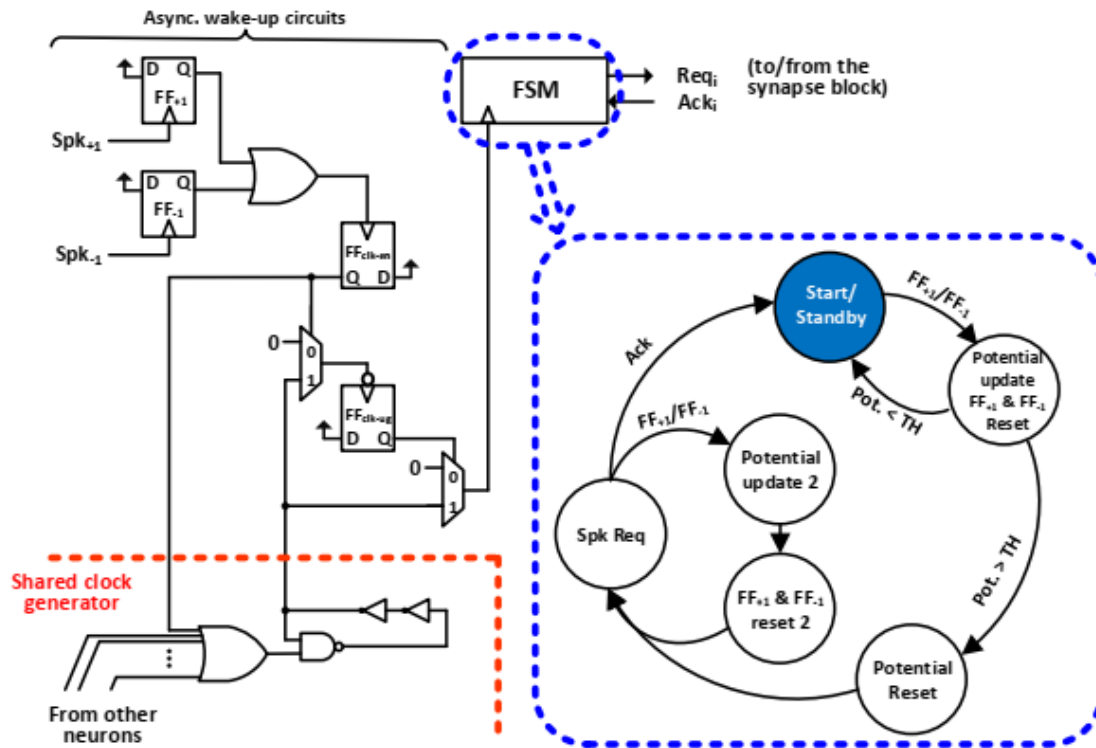 Async. wake-up circuits
D Q
FF+1
Spk+1
D Q
FF-1
Spk-1
FSM
Reqi
Acki
(to/from the
synapse block)
FFclk-en
Q D
0
0
1
FFclk-ug
D Q
0
0
1
Shared clock
generator
From other
neurons
Start/
Standby
FF+1/FF-1
Potential
update
FF+1 & FF-1
Reset
Pot. < TH
Pot. > TH
Potential
Reset
Ack
FF+1/FF-1
Potential
update 2
FF+1 & FF-1
reset 2
Spk Req